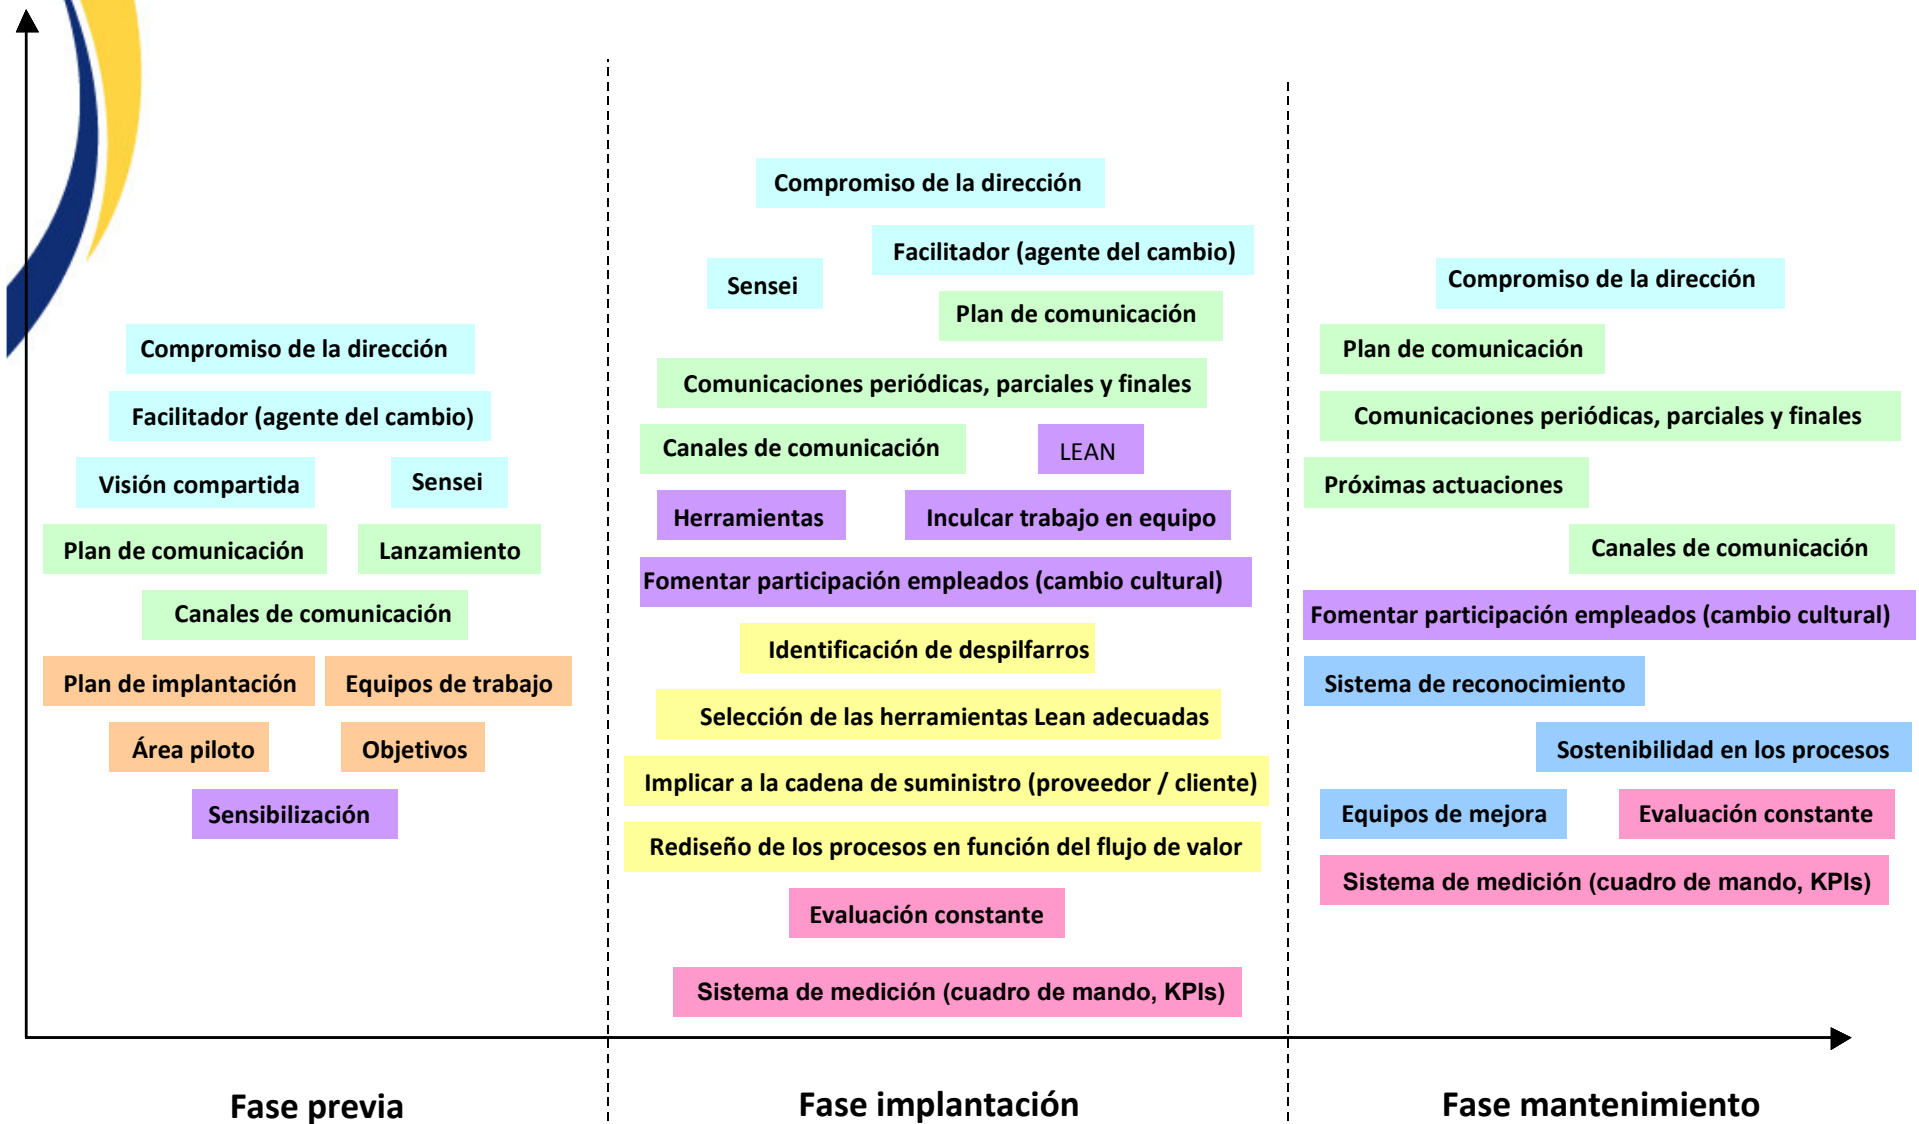 Compromiso de la dirección
Facilitador (agente del cambio)
Visión compartida
Sensei
Plan de comunicación
Lanzamiento
Canales de comunicación
Plan de implantación
Equipos de trabajo
Área piloto
Objetivos
Sensibilización
Fase previa
Compromiso de la dirección
Facilitador (agente del cambio)
Sensei
Plan de comunicación
Comunicaciones periódicas, parciales y finales
Canales de comunicación
LEAN
Herramientas
Inculcar trabajo en equipo
Fomentar participación empleados (cambio cultural)
Identificación de despilfarros
Selección de las herramientas Lean adecuadas
Implicar a la cadena de suministro (proveedor / cliente)
Rediseño de los procesos en función del flujo de valor
Evaluación constante
Sistema de medición (cuadro de mando, KPIs)
Fase implantación
Compromiso de la dirección
Plan de comunicación
Comunicaciones periódicas, parciales y finales
Próximas actuaciones
Canales de comunicación
Fomentar participación empleados (cambio cultural)
Sistema de reconocimiento
Sostenibilidad en los procesos
Equipos de mejora
Evaluación constante
Sistema de medición (cuadro de mando, KPIs)
Fase mantenimiento